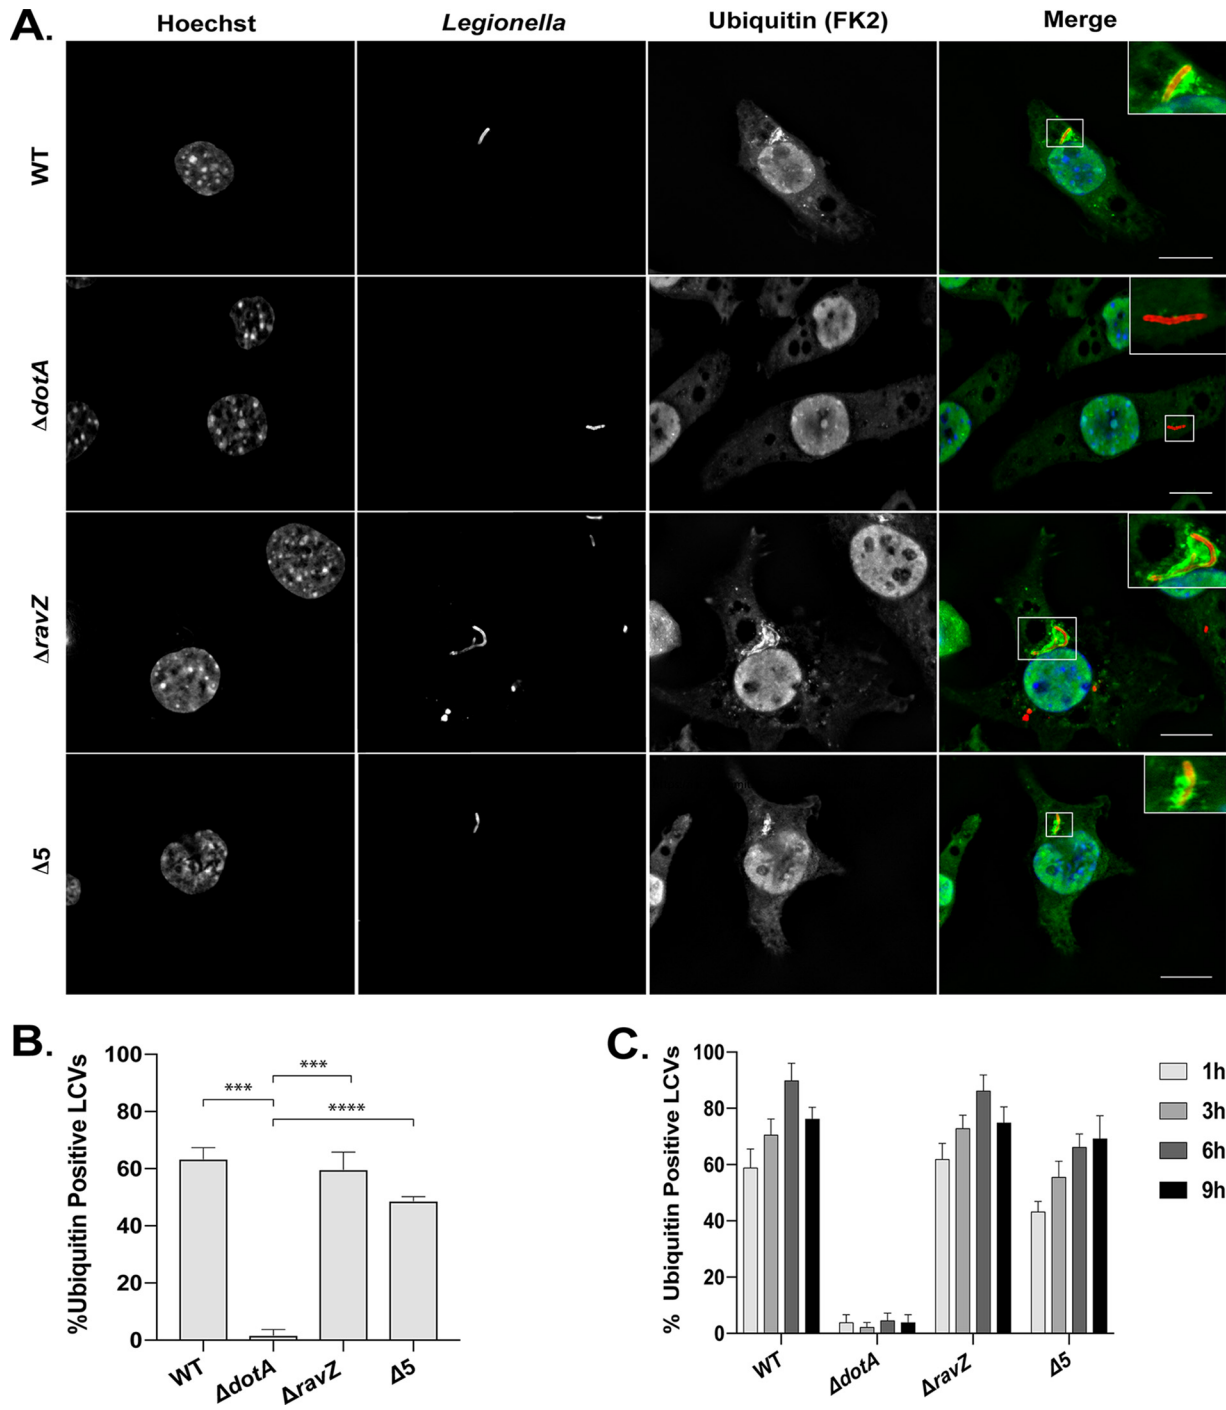 A.
Hoechst Legionella Ubiquitin (FK2) Merge
WT
ΔdotA
ΔravZ
Δ5
B.
%Ubiquitin Positive LCVs
100
80
60
40
20
0
***
***
****
WT ΔdotA ΔravZ Δ5
C.
% Ubiquitin Positive LCVs
100
80
60
40
20
0
WT ΔdotA ΔravZ Δ5
1h
3h
6h
9h